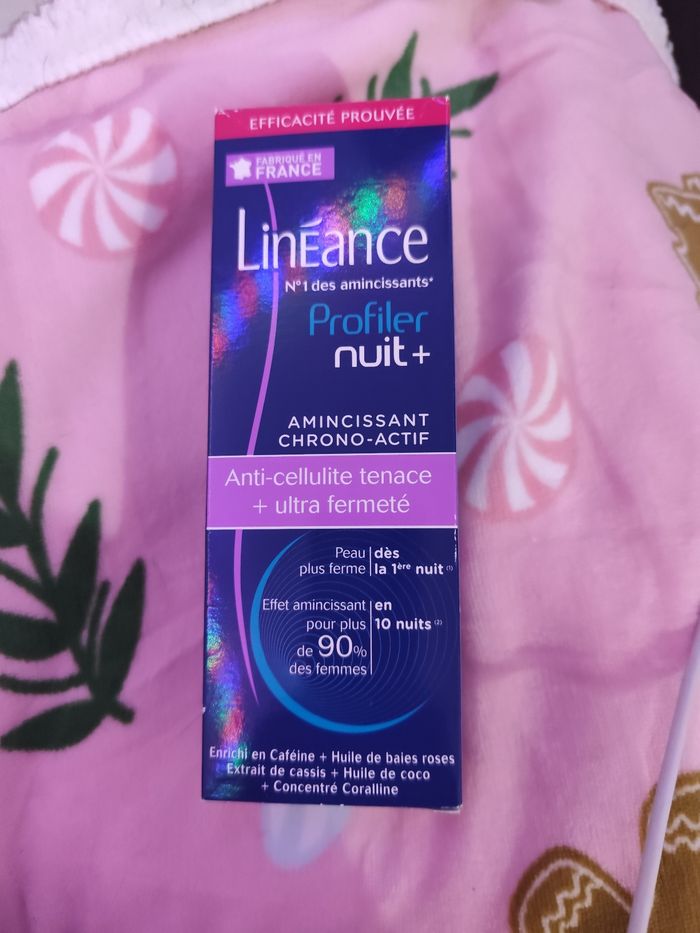 EFFICACITÉ PROUVÉE
FABRIQUÉ EN
FRANCE
LinÉance
N°1 des amincissants*
Profiler
nuit+
AMINCISSANT
CHRONO-ACTIF
Anti-cellulite tenace
+ ultra fermeté
Peau dès
plus ferme la 1ère nuit (1)
Effet amincissant en
pour plus 10 nuits (2)
de 90%
des femmes
Enrichi en Caféine + Huile de baies roses
Extrait de cassis + Huile de coco
+ Concentré Coralline